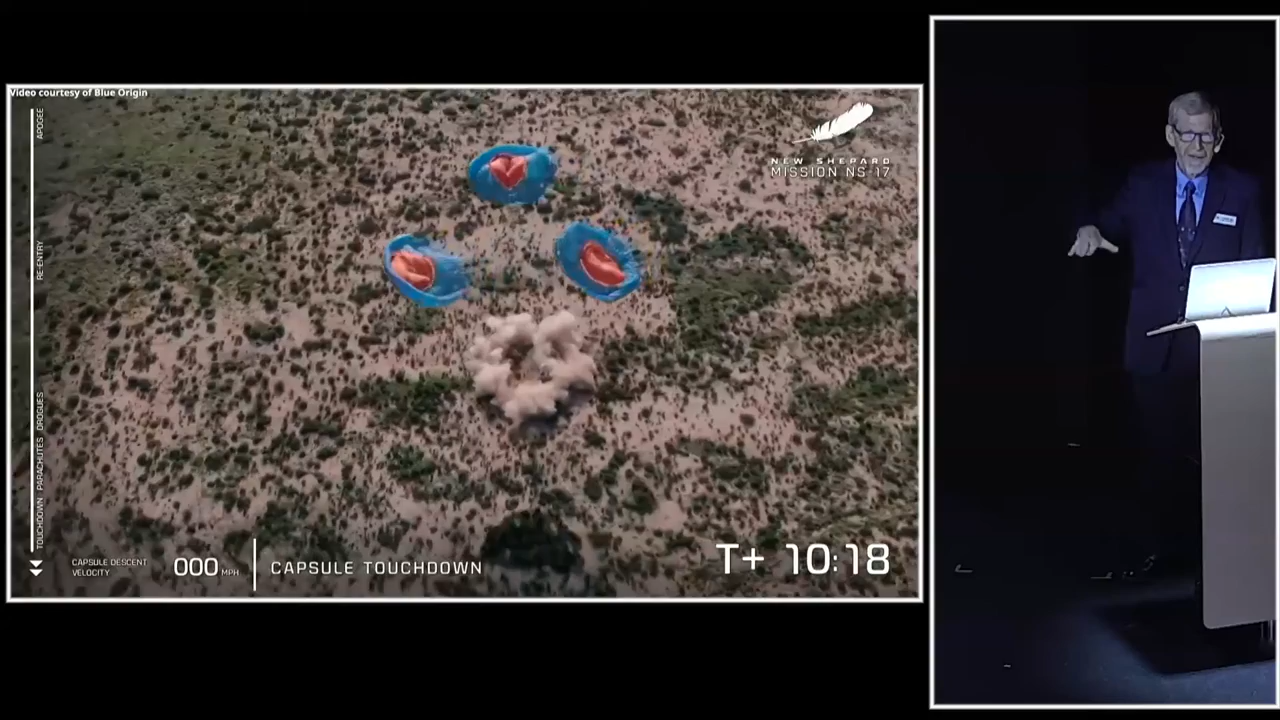 Video courtesy of Blue Origin
APOGEE
NEW SHEPARD
MISSION NS-17
RE-ENTRY
DROGUES
PARACHUTES
TOUCHDOWN
CAPSULE DESCENT
VELOCITY
000 MPH
CAPSULE TOUCHDOWN
T+ 10:18